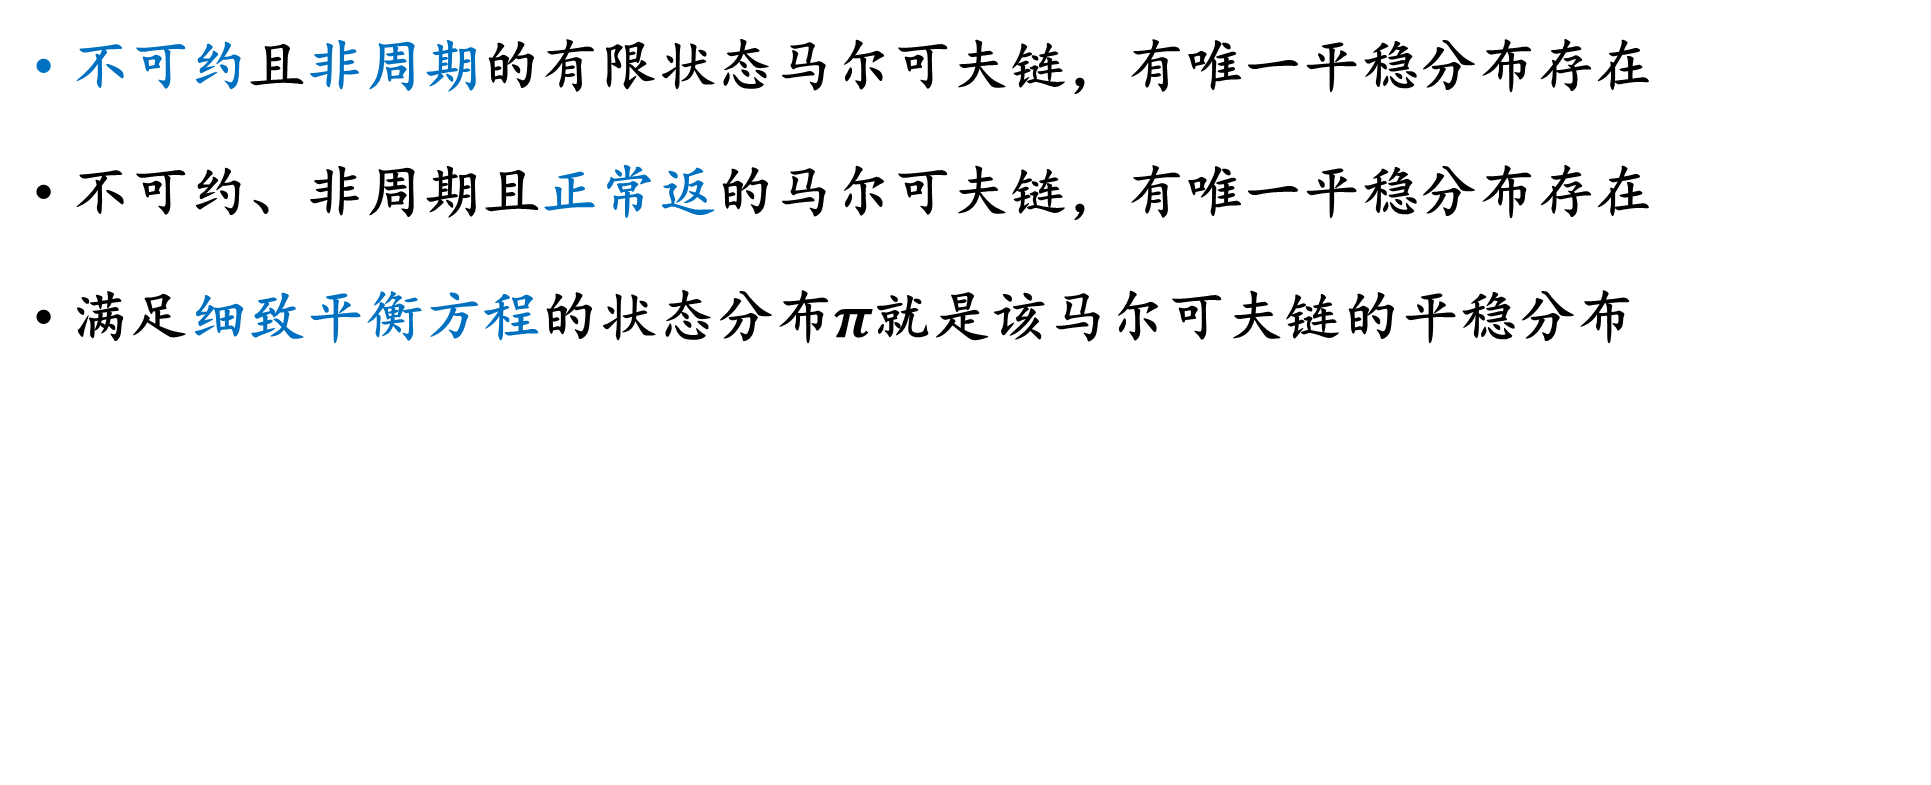 • 不可约且非周期的有限状态马尔可夫链，有唯一平稳分布存在
• 不可约、非周期且正常返的马尔可夫链，有唯一平稳分布存在
• 满足细致平衡方程的状态分布π就是该马尔可夫链的平稳分布